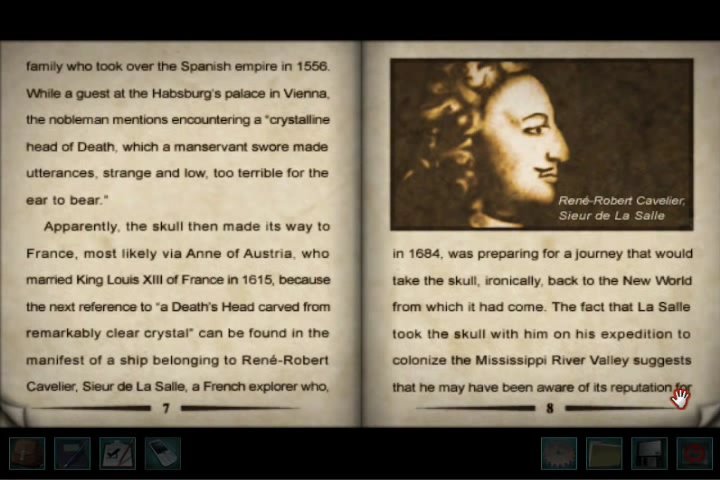 family who took over the Spanish empire in 1556.
While a guest at the Habsburg's palace in Vienna,
the nobleman mentions encountering a "crystalline
head of Death, which a manservant swore made
utterances, strange and low, too terrible for the
ear to bear."
Apparently, the skull then made its way to
France, most likely via Anne of Austria, who
married King Louis XIII of France in 1615, because
the next reference to "a Death's Head carved from
remarkably clear crystal" can be found in the
manifest of a ship belonging to René-Robert
Cavelier, Sieur de La Salle, a French explorer who,
7
René-Robert Cavelier,
Sieur de La Salle
in 1684, was preparing for a journey that would
take the skull, ironically, back to the New World
from which it had come. The fact that La Salle
took the skull with him on his expedition to
colonize the Mississippi River Valley suggests
that he may have been aware of its reputation for
8